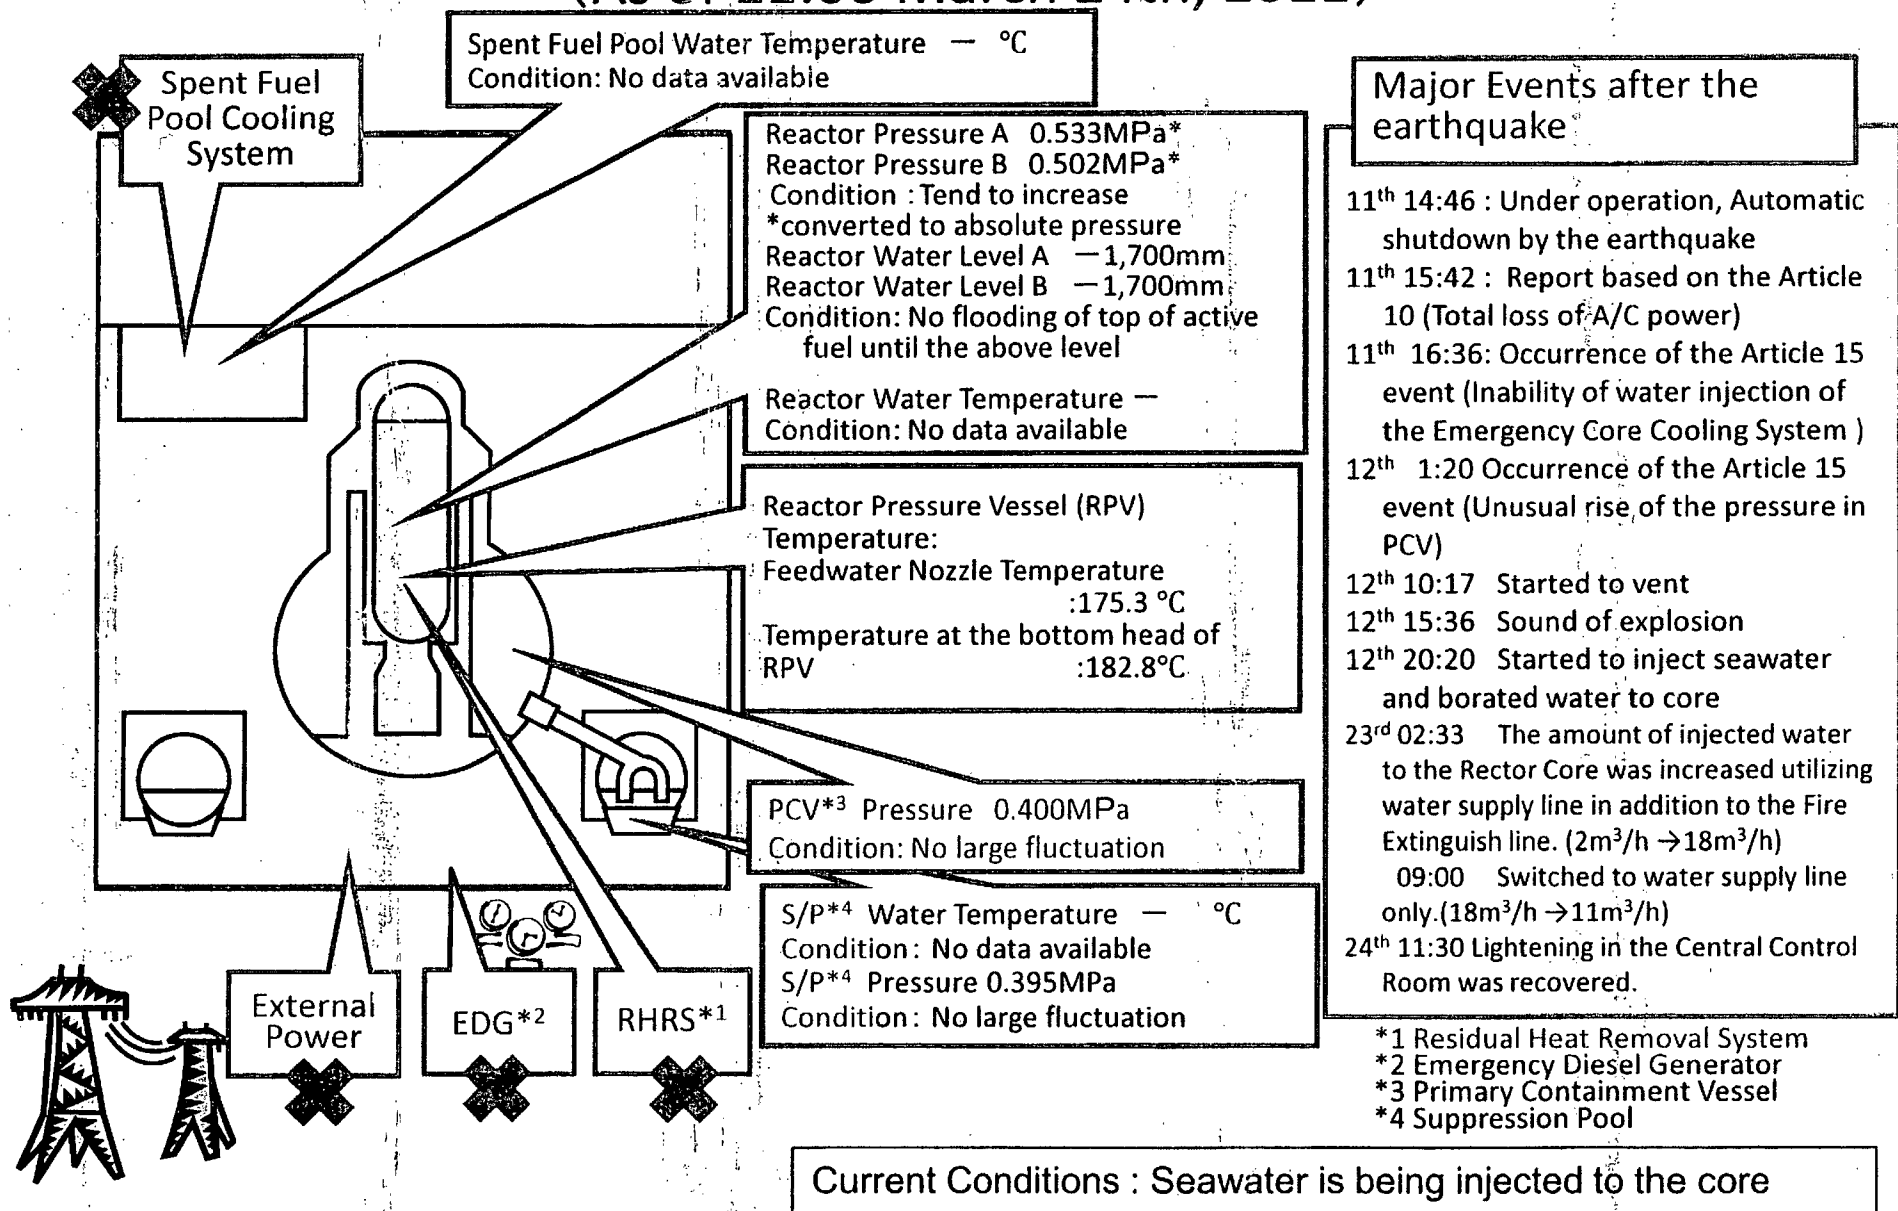 Spent Fuel Pool Water Temperature — °C
Condition: No data available
Spent Fuel
Pool Cooling
System
Reactor Pressure A 0.533MPa*
Reactor Pressure B 0.502MPa*
Condition : Tend to increase
*converted to absolute pressure
Reactor Water Level A —1,700mm
Reactor Water Level B —1,700mm
Condition: No flooding of top of active
fuel until the above level
Reactor Water Temperature —
Condition: No data available
Reactor Pressure Vessel (RPV)
Temperature:
Feedwater Nozzle Temperature
:175.3 °C
Temperature at the bottom head of
RPV :182.8°C
PCV*3 Pressure 0.400MPa
Condition: No large fluctuation
S/P*4 Water Temperature — °C
Condition: No data available
S/P*4 Pressure 0.395MPa
Condition: No large fluctuation
External
Power
EDG*2
RHRS*1
Major Events after the
earthquake
11th 14:46 : Under operation, Automatic
shutdown by the earthquake
11th 15:42 : Report based on the Article
10 (Total loss of A/C power)
11th 16:36: Occurrence of the Article 15
event (Inability of water injection of
the Emergency Core Cooling System )
12th 1:20 Occurrence of the Article 15
event (Unusual rise of the pressure in
PCV)
12th 10:17 Started to vent
12th 15:36 Sound of explosion
12th 20:20 Started to inject seawater
and borated water to core
23rd 02:33 The amount of injected water
to the Rector Core was increased utilizing
water supply line in addition to the Fire
Extinguish line. (2m³/h →18m³/h)
09:00 Switched to water supply line
only.(18m³/h →11m³/h)
24th 11:30 Lightening in the Central Control
Room was recovered.
*1 Residual Heat Removal System
*2 Emergency Diesel Generator
*3 Primary Containment Vessel
*4 Suppression Pool
Current Conditions : Seawater is being injected to the core